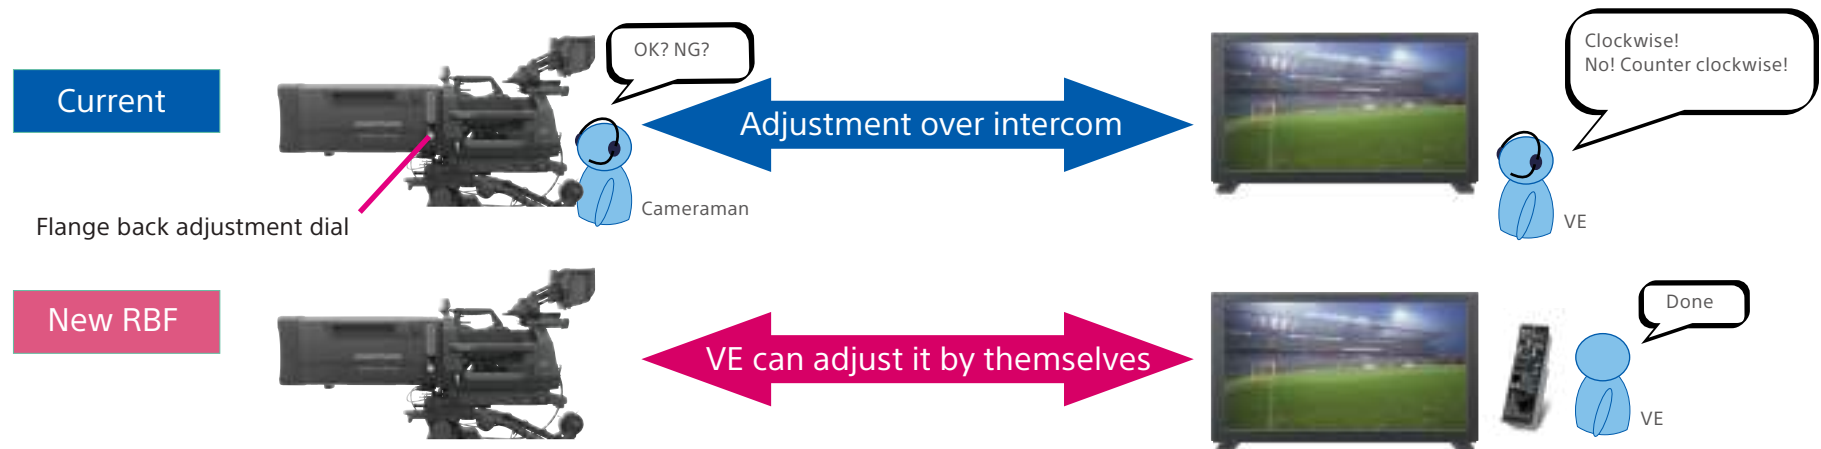 Current
OK? NG?
Adjustment over intercom
Clockwise!
No! Counter clockwise!
Flange back adjustment dial
Cameraman
VE
New RBF
VE can adjust it by themselves
Done
VE